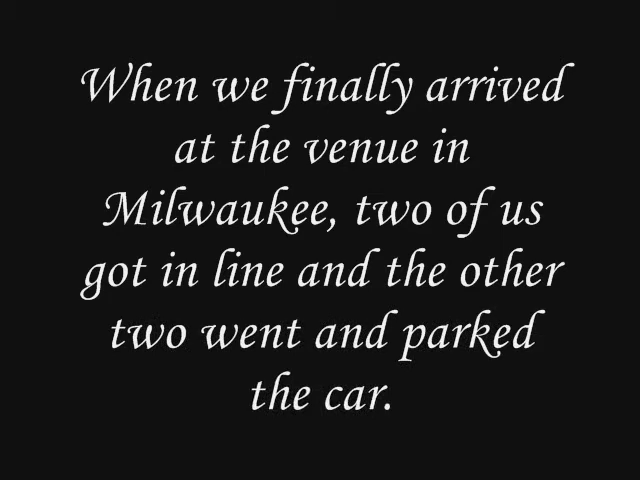 When we finally arrived
at the venue in
Milwaukee, two of us
got in line and the other
two went and parked
the car.